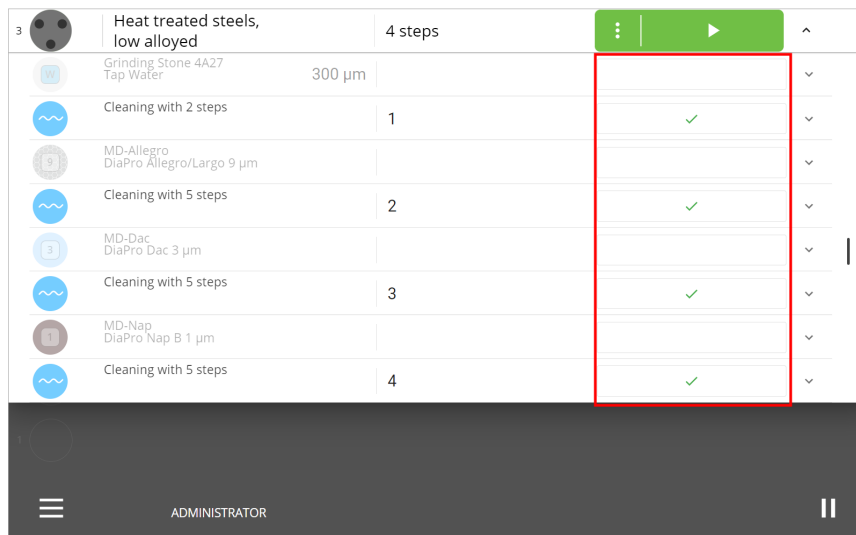 3
Heat treated steels,
low alloyed
4 steps
W
Grinding Stone 4A27
Tap Water
300 µm
Cleaning with 2 steps
1
9
MD-Allegro
DiaPro Allegro/Largo 9 µm
Cleaning with 5 steps
2
3
MD-Dac
DiaPro Dac 3 µm
Cleaning with 5 steps
3
1
MD-Nap
DiaPro Nap B 1 µm
Cleaning with 5 steps
4
1
ADMINISTRATOR